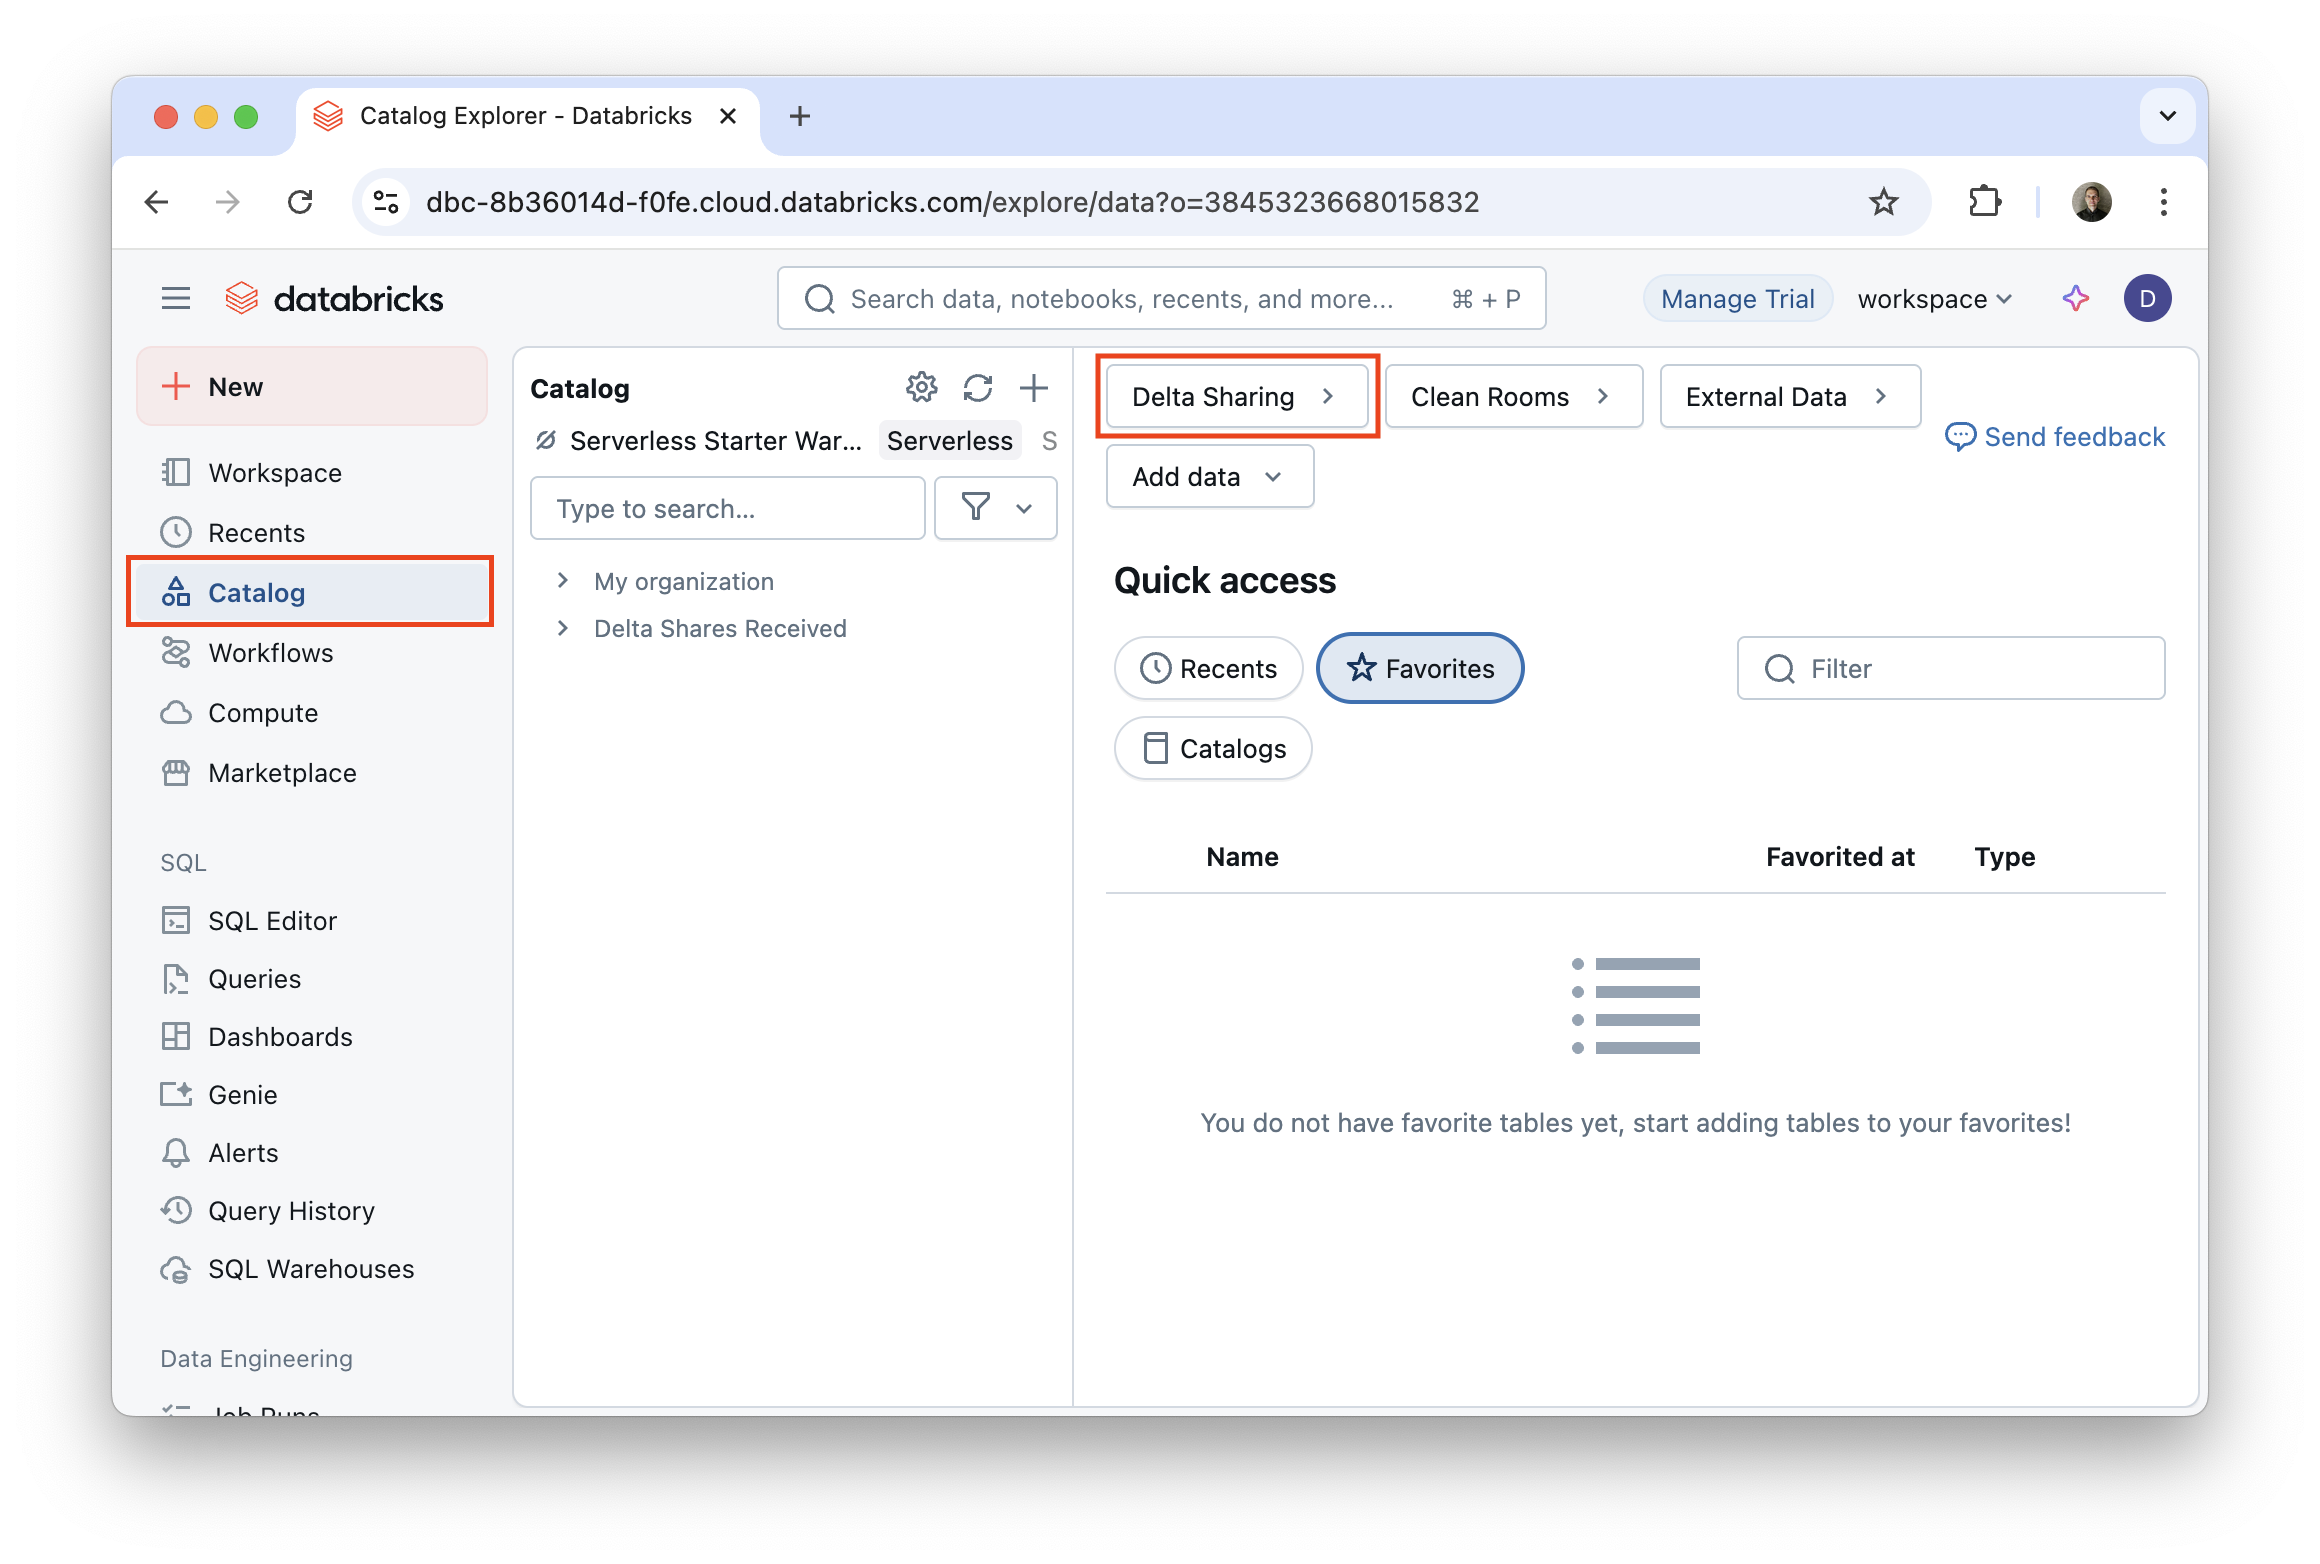 Catalog Explorer - Databricks
dbc-8b36014d-f0fe.cloud.databricks.com/explore/data?o=3845323668015832
databricks
Search data, notebooks, recents, and more... ⌘ + P
Manage Trial
workspace
D
New
Workspace
Recents
Catalog
Workflows
Compute
Marketplace
SQL
SQL Editor
Queries
Dashboards
Genie
Alerts
Query History
SQL Warehouses
Data Engineering
Job Runs
Catalog
Serverless Starter War... Serverless S
Type to search...
My organization
Delta Shares Received
Delta Sharing
Clean Rooms
External Data
Send feedback
Add data
Quick access
Recents
Favorites
Filter
Catalogs
Name Favorited at Type
You do not have favorite tables yet, start adding tables to your favorites!